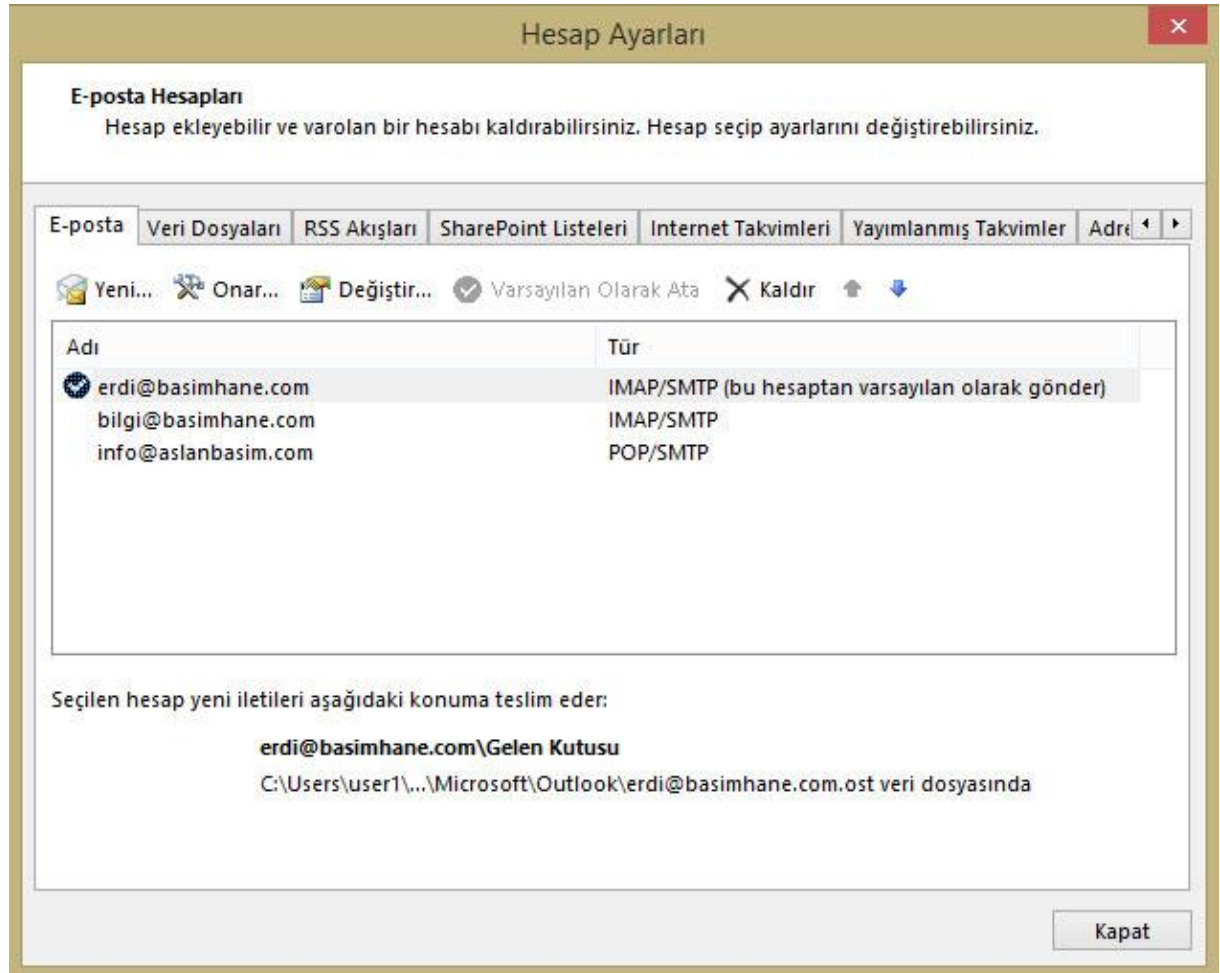 Hesap Ayarları
E-posta Hesapları
Hesap ekleyebilir ve varolan bir hesabı kaldırabilirsiniz. Hesap seçip ayarlarını değiştirebilirsiniz.
E-posta Veri Dosyaları RSS Akışları SharePoint Listeleri Internet Takvimleri Yayımlanmış Takvimler Adre
Yeni... Onar... Değiştir... Varsayılan Olarak Ata Kaldır
Adı Tür
erdi@basimhane.com IMAP/SMTP (bu hesaptan varsayılan olarak gönder)
bilgi@basimhane.com IMAP/SMTP
info@aslanbasim.com POP/SMTP
Seçilen hesap yeni iletileri aşağıdaki konuma teslim eder:
erdi@basimhane.com\Gelen Kutusu
C:\Users\user1\...\Microsoft\Outlook\erdi@basimhane.com.ost veri dosyasında
Kapat